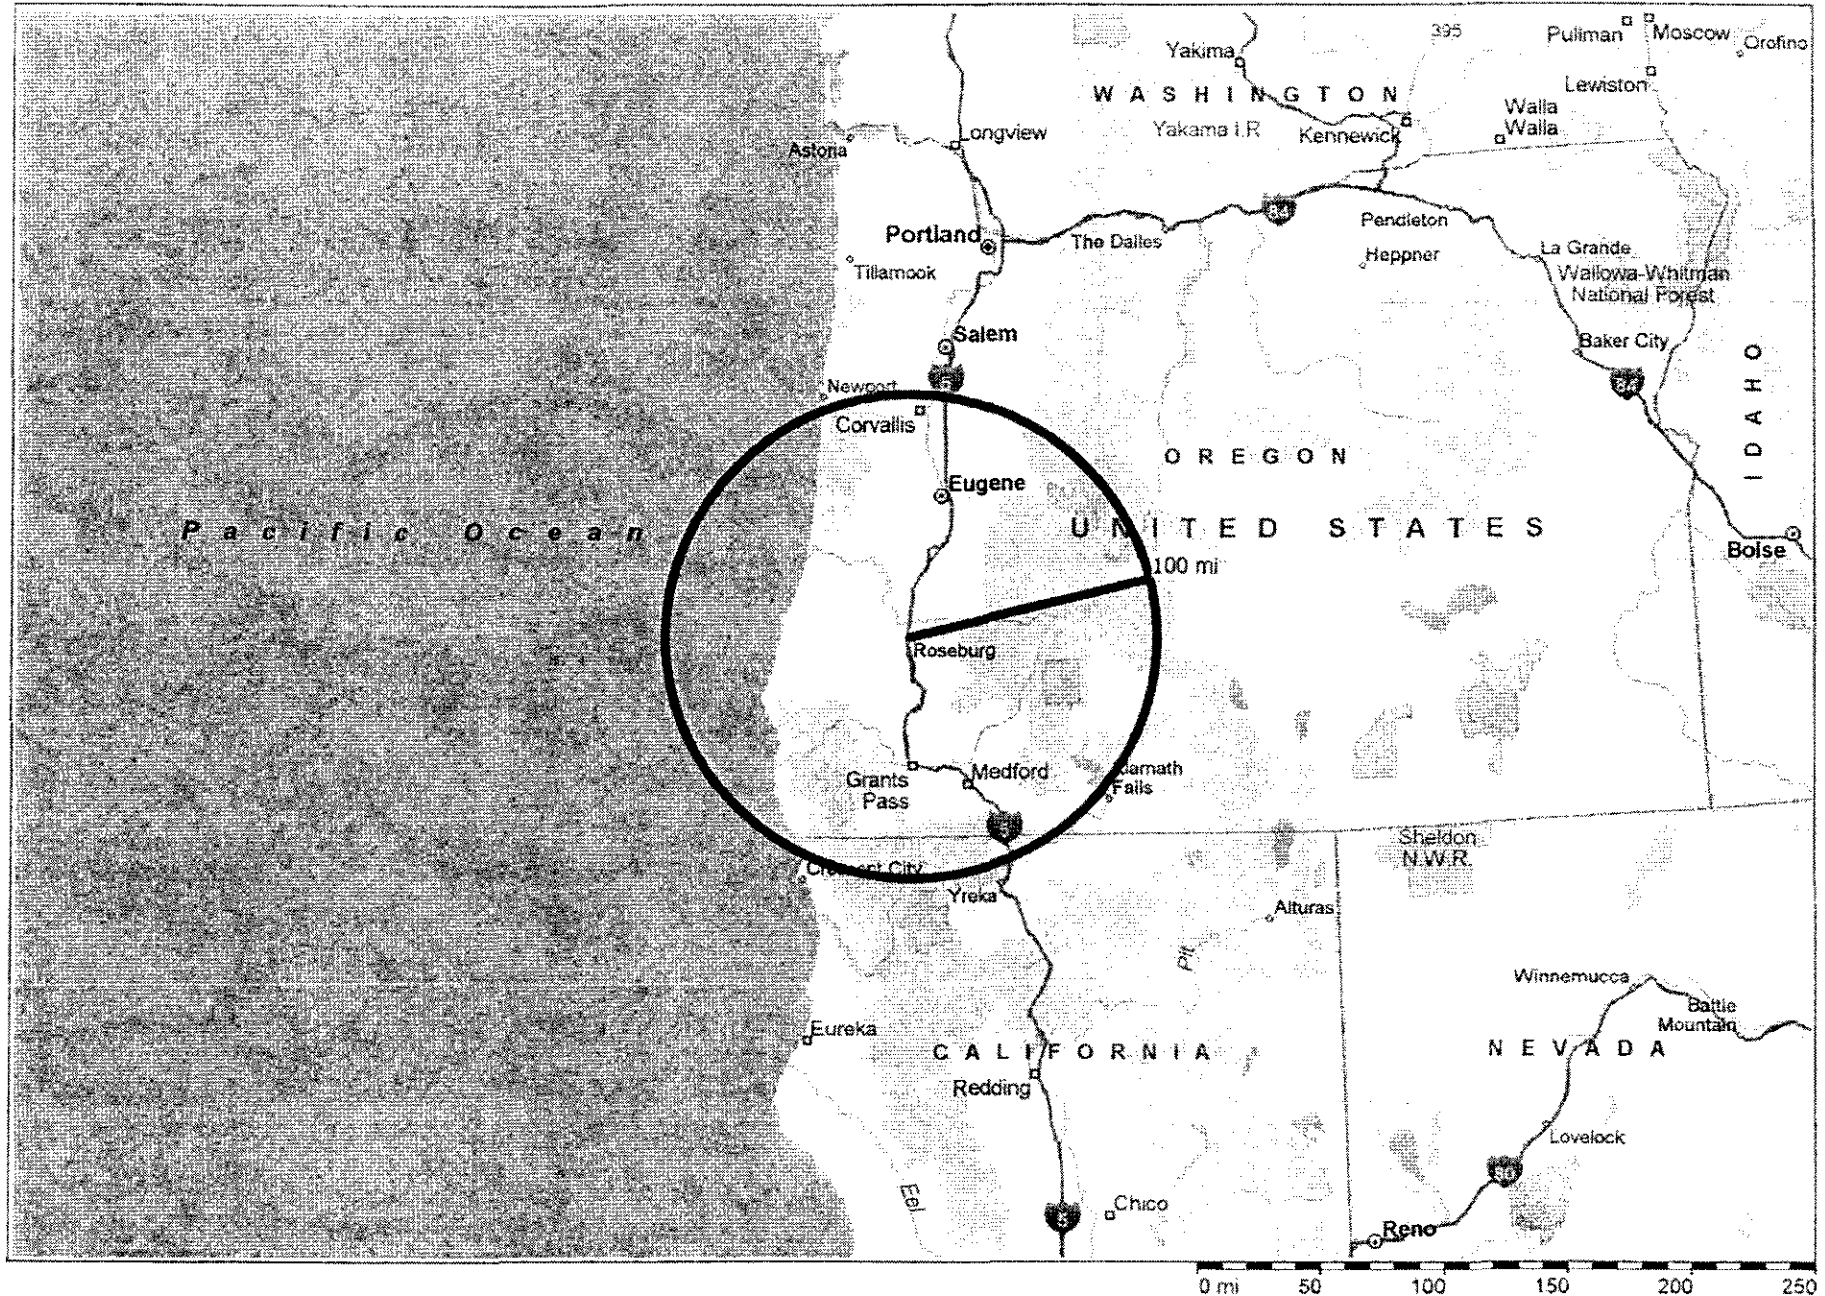 395
Pullman
Moscow
Orofino
Yakima
Lewiston
WASHINGTON
Walla
Walla
Yakama I.R
Kennewick
Longview
Astoria
84
Pendleton
Portland
The Dalles
La Grande
Heppner
Tillamook
Wallowa-Whitman
National Forest
Salem
Baker City
IDAHO
5
84
Newport
Corvallis
OREGON
Eugene
Pacific Ocean
UNITED STATES
Boise
100 mi
Roseburg
Grants
Pass
Medford
Klamath
Falls
5
Sheldon
N.W.R.
Crescent City
Yreka
Alturas
Pit
Winnemucca
Battle
Mountain
Eureka
CALIFORNIA
NEVADA
Redding
Lovelock
80
Eel
5
Chico
Reno
0 mi 50 100 150 200 250